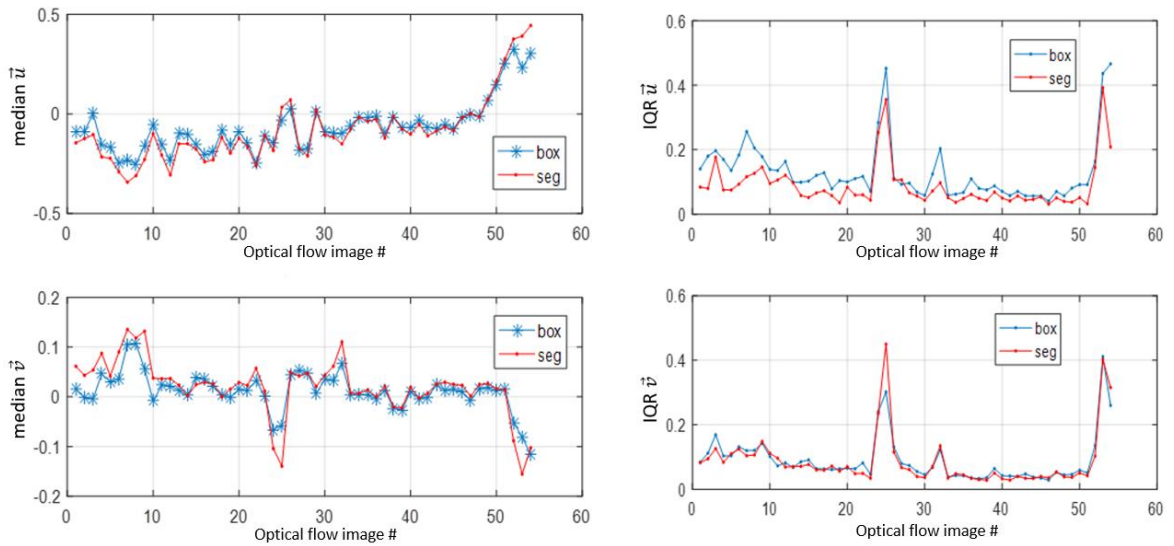 0.5
0
-0.5
median u⃗
box
seg
0 10 20 30 40 50 60
Optical flow image #
0.6
0.4
0.2
0
IQR u⃗
box
seg
0 10 20 30 40 50 60
Optical flow image #
0.2
0.1
0
-0.1
-0.2
median v⃗
box
seg
0 10 20 30 40 50 60
Optical flow image #
0.6
0.4
0.2
0
IQR v⃗
box
seg
0 10 20 30 40 50 60
Optical flow image #